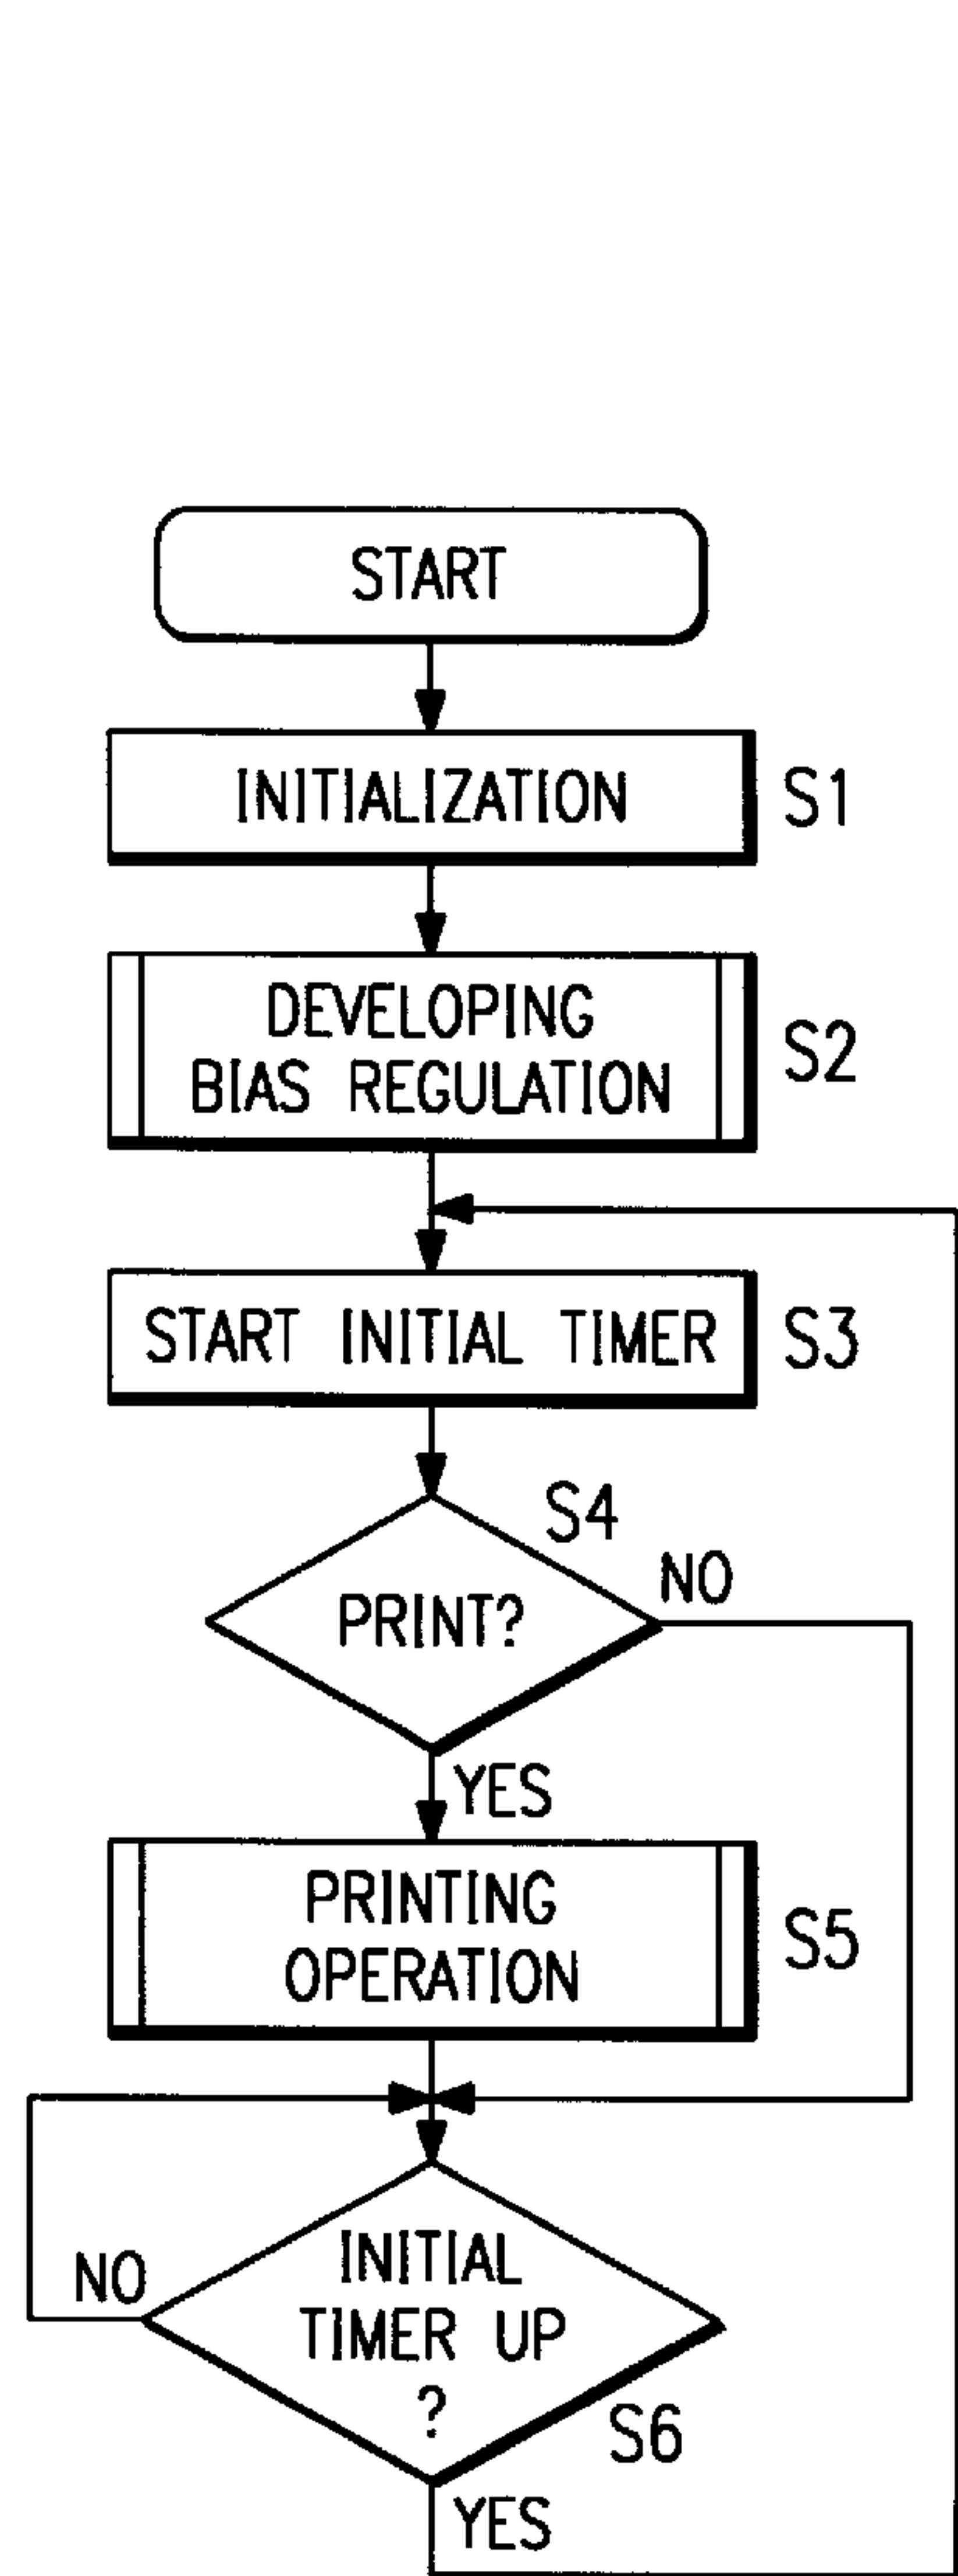 START
INITIALIZATION
S1
DEVELOPING
BIAS REGULATION
S2
START INITIAL TIMER
S3
S4
PRINT?
NO
YES
PRINTING
OPERATION
S5
INITIAL
TIMER UP
?
NO
S6
YES